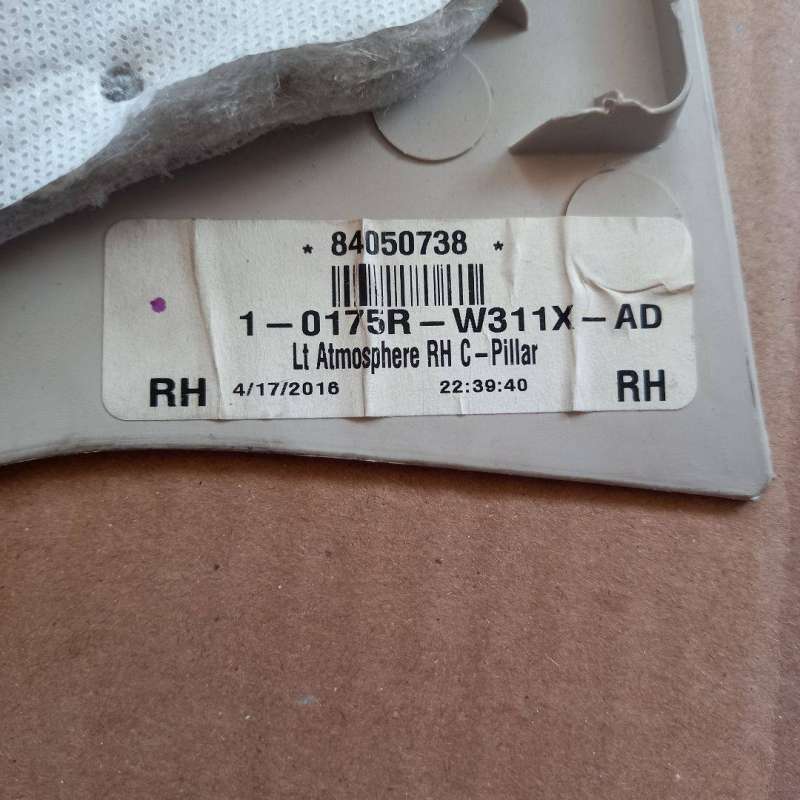 * 84050738 *
1-0175R-W311X-AD
Lt Atmosphere RH C-Pillar
RH 4/17/2016 22:39:40 RH